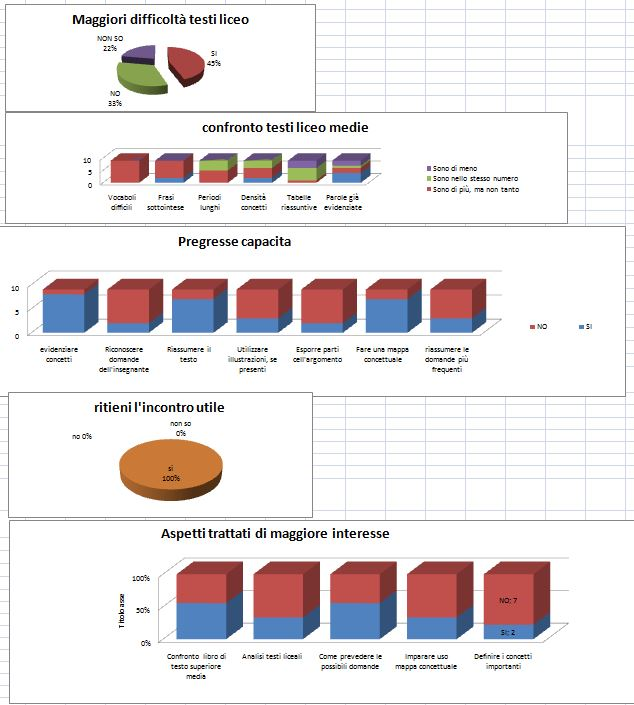 Maggiori difficoltà testi liceo
NON SO
22%
SI
45%
NO
33%
confronto testi liceo medie
10
5
0
Vocaboli difficili
Frasi sottointese
Periodi lunghi
Densità concetti
Tabelle riassuntive
Parole già evidenziate
Sono di meno
Sono nello stesso numero
Sono di più, ma non tanto
Pregresse capacita
10
5
0
evidenziare concetti
Riconoscere domande dell'insegnante
Riassumere il testo
Utilizzare illustrazioni, se presenti
Esporre parti cell'argomento
Fare una mappa concettuale
riassumere le domande più frequenti
NO
SI
ritieni l'incontro utile
non so
0%
no 0%
si
100%
Aspetti trattati di maggiore interesse
Titolo asse
100%
50%
0%
NO; 7
SI; 2
Confronto libro di testo superiore media
Analisi testi liceali
Come prevedere le possibili domande
Imparare uso mappa concettuale
Definire i concetti importanti